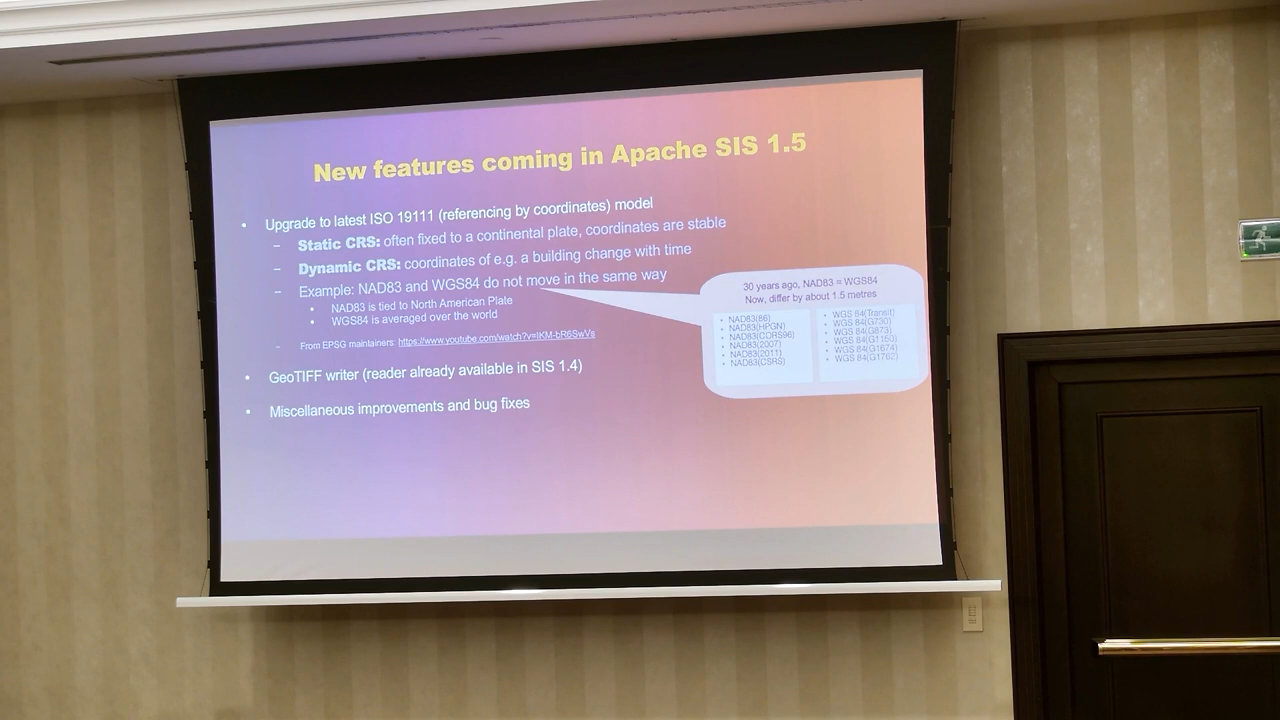 New features coming in Apache SIS 1.5
• Upgrade to latest ISO 19111 (referencing by coordinates) model
– Static CRS: often fixed to a continental plate, coordinates are stable
– Dynamic CRS: coordinates of e.g. a building change with time
– Example: NAD83 and WGS84 do not move in the same way
• NAD83 is tied to North American Plate
• WGS84 is averaged over the world
– From EPSG maintainers: https://www.youtube.com/watch?v=IKM-bR6SwVs
• GeoTIFF writer (reader already available in SIS 1.4)
• Miscellaneous improvements and bug fixes
30 years ago, NAD83 ≈ WGS84
Now, differ by about 1.5 metres
• NAD83(86)
• NAD83(HPGN)
• NAD83(CORS96)
• NAD83(2007)
• NAD83(2011)
• NAD83(CSRS)
• WGS 84(Transit)
• WGS 84(G730)
• WGS 84(G873)
• WGS 84(G1150)
• WGS 84(G1674)
• WGS 84(G1762)